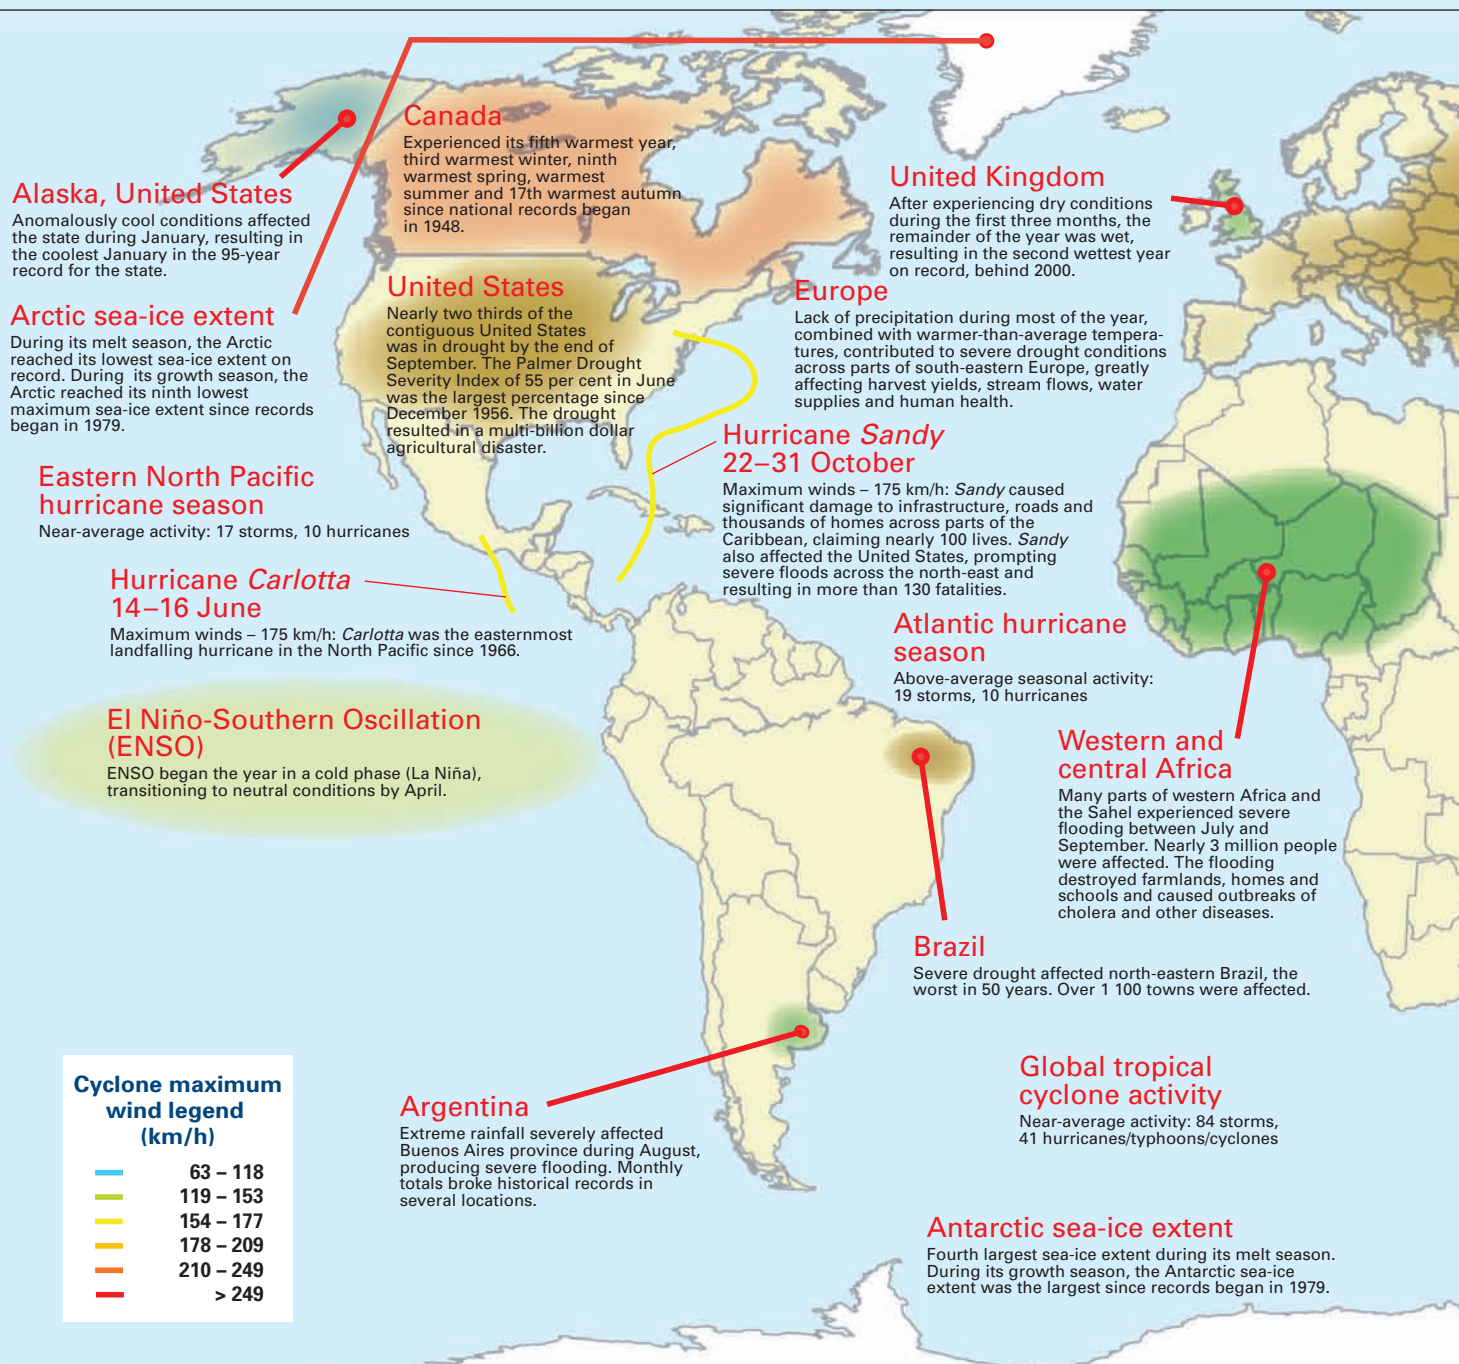 Canada
Experienced its fifth warmest year,
third warmest winter, ninth
warmest spring, warmest
summer and 17th warmest autumn
since national records began
in 1948.
Alaska, United States
Anomalously cool conditions affected
the state during January, resulting in
the coolest January in the 95-year
record for the state.
United Kingdom
After experiencing dry conditions
during the first three months, the
remainder of the year was wet,
resulting in the second wettest year
on record, behind 2000.
Arctic sea-ice extent
During its melt season, the Arctic
reached its lowest sea-ice extent on
record. During its growth season, the
Arctic reached its ninth lowest
maximum sea-ice extent since records
began in 1979.
United States
Nearly two thirds of the
contiguous United States
was in drought by the end of
September. The Palmer Drought
Severity Index of 55 per cent in June
was the largest percentage since
December 1956. The drought
resulted in a multi-billion dollar
agricultural disaster.
Europe
Lack of precipitation during most of the year,
combined with warmer-than-average tempera-
tures, contributed to severe drought conditions
across parts of south-eastern Europe, greatly
affecting harvest yields, stream flows, water
supplies and human health.
Eastern North Pacific
hurricane season
Near-average activity: 17 storms, 10 hurricanes
Hurricane Sandy
22–31 October
Maximum winds – 175 km/h: Sandy caused
significant damage to infrastructure, roads and
thousands of homes across parts of the
Caribbean, claiming nearly 100 lives. Sandy
also affected the United States, prompting
severe floods across the north-east and
resulting in more than 130 fatalities.
Hurricane Carlotta
14–16 June
Maximum winds – 175 km/h: Carlotta was the easternmost
landfalling hurricane in the North Pacific since 1966.
Atlantic hurricane
season
Above-average seasonal activity:
19 storms, 10 hurricanes
El Niño-Southern Oscillation
(ENSO)
ENSO began the year in a cold phase (La Niña),
transitioning to neutral conditions by April.
Western and
central Africa
Many parts of western Africa and
the Sahel experienced severe
flooding between July and
September. Nearly 3 million people
were affected. The flooding
destroyed farmlands, homes and
schools and caused outbreaks of
cholera and other diseases.
Brazil
Severe drought affected north-eastern Brazil, the
worst in 50 years. Over 1 100 towns were affected.
Cyclone maximum
wind legend
(km/h)
63 – 118
119 – 153
154 – 177
178 – 209
210 – 249
> 249
Argentina
Extreme rainfall severely affected
Buenos Aires province during August,
producing severe flooding. Monthly
totals broke historical records in
several locations.
Global tropical
cyclone activity
Near-average activity: 84 storms,
41 hurricanes/typhoons/cyclones
Antarctic sea-ice extent
Fourth largest sea-ice extent during its melt season.
During its growth season, the Antarctic sea-ice
extent was the largest since records began in 1979.